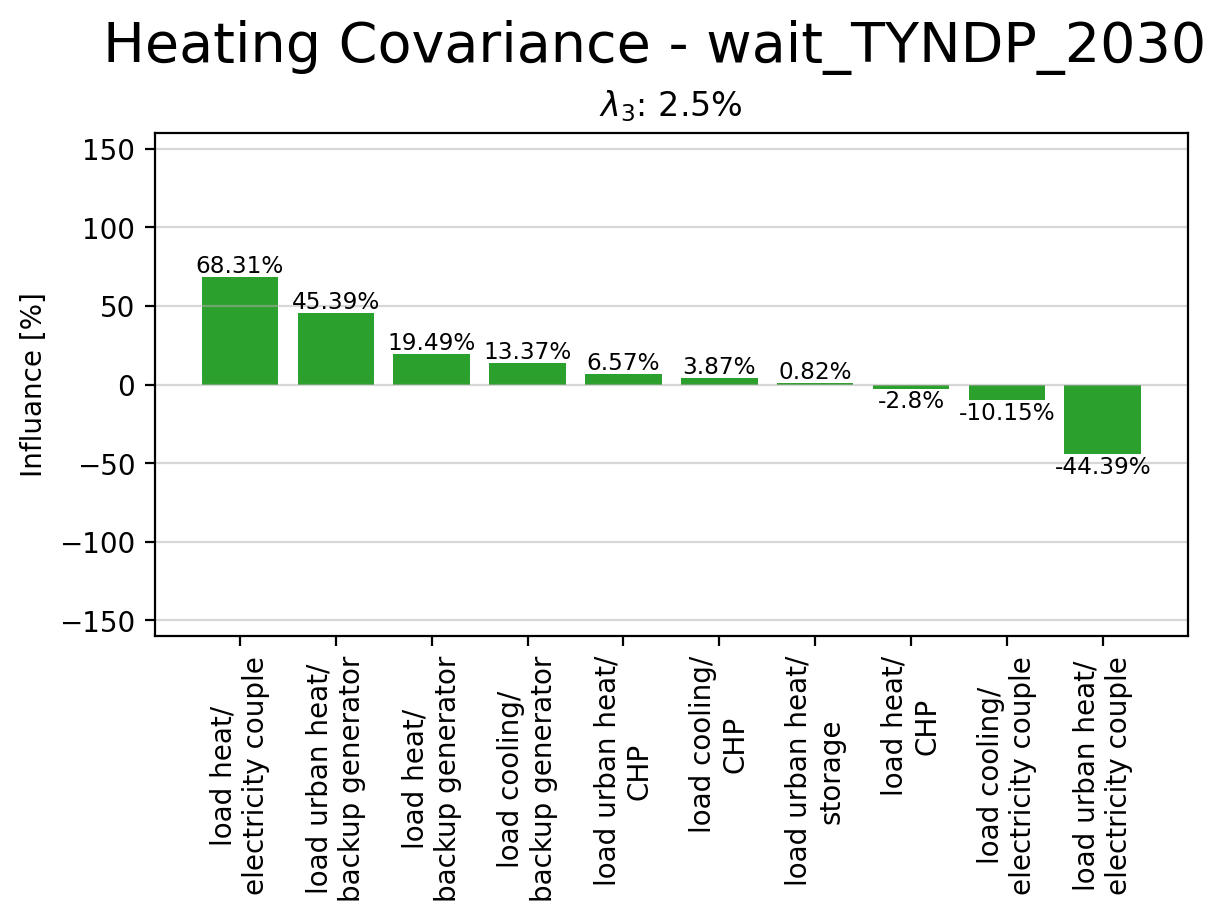 Heating Covariance - wait_TYNDP_2030
λ₃: 2.5%
Influance [%]
150
100
50
0
−50
−100
−150
68.31%
45.39%
19.49%
13.37%
6.57%
3.87%
0.82%
-2.8%
-10.15%
-44.39%
load heat/
electricity couple
load urban heat/
backup generator
load heat/
backup generator
load cooling/
backup generator
load urban heat/
CHP
load cooling/
CHP
load urban heat/
storage
load heat/
CHP
load cooling/
electricity couple
load urban heat/
electricity couple